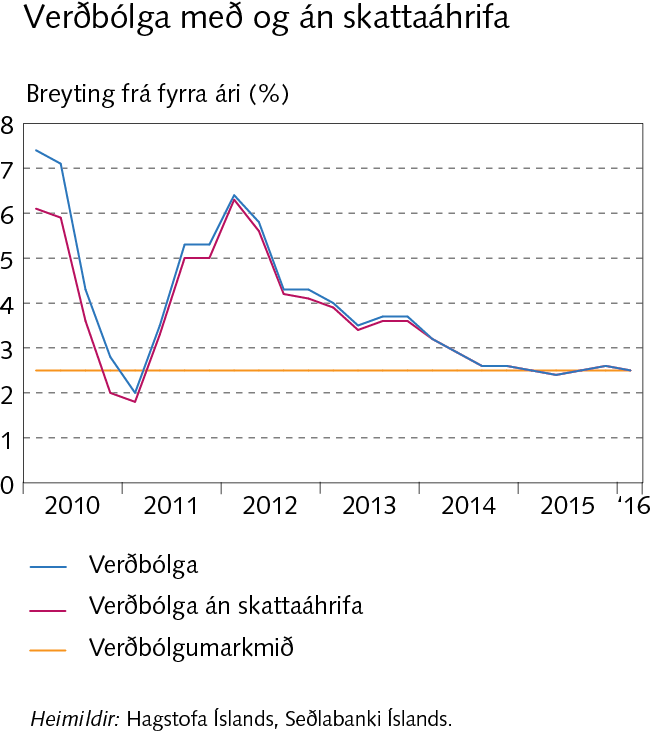 Verðbólga með og án skattaáhrifa
Breyting frá fyrra ári (%)
8
7
6
5
4
3
2
1
0
2010 2011 2012 2013 2014 2015 ‘16
Verðbólga
Verðbólga án skattaáhrifa
Verðbólgumarkmið
Heimildir: Hagstofa Íslands, Seðlabanki Íslands.